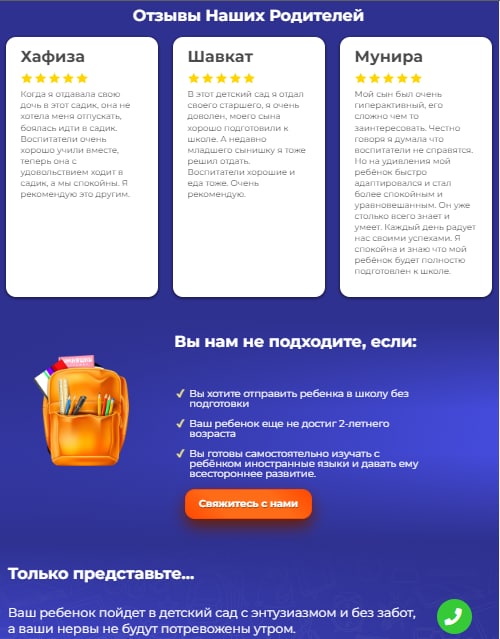 Отзывы Наших Родителей
Хафиза
Когда я отдавала свою
дочь в этот садик, она не
хотела меня отпускать,
боялась идти в садик.
Воспитатели очень
хорошо учили вместе,
теперь она с
удовольствием ходит в
садик, а мы спокойны. Я
рекомендую это другим.
Шавкат
В этот детский сад я отдал
своего старшего, я очень
доволен, моего сына
хорошо подготовили к
школе. А недавно
младшего сынишку я тоже
решил отдать.
Воспитатели хорошие и
еда тоже. Очень
рекомендую.
Мунира
Мой сын был очень
гиперактивный, его
сложно чем то
заинтересовать. Честно
говоря я думала что
воспитатели не справятся.
Но на удивления мой
ребёнок быстро
адаптировался и стал
более спокойным и
уравновешанным. Он уже
столько всего знает и
умеет. Каждый день радует
нас своими успехами. Я
спокойна и знаю что мой
ребёнок будет полностью
подготовлен к школе.
Вы нам не подходите, если:
Вы хотите отправить ребенка в школу без
подготовки
Ваш ребенок еще не достиг 2-летнего
возраста
Вы готовы самостоятельно изучать с
ребёнком иностранные языки и давать ему
всестороннее развитие.
Свяжитесь с нами
Только представьте...
Ваш ребенок пойдет в детский сад с энтузиазмом и без забот,
а ваши нервы не будут потревожены утром.